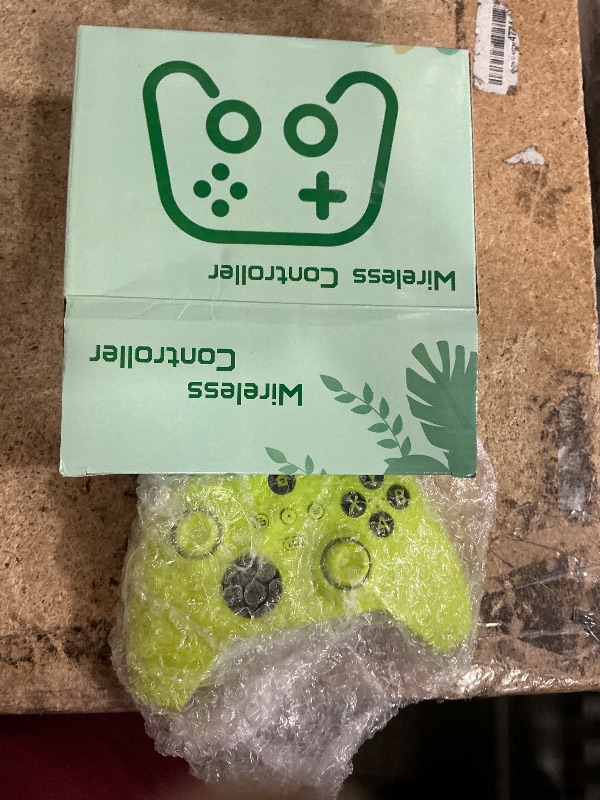 Wireless Controller
Wireless
Controller
X
B
A